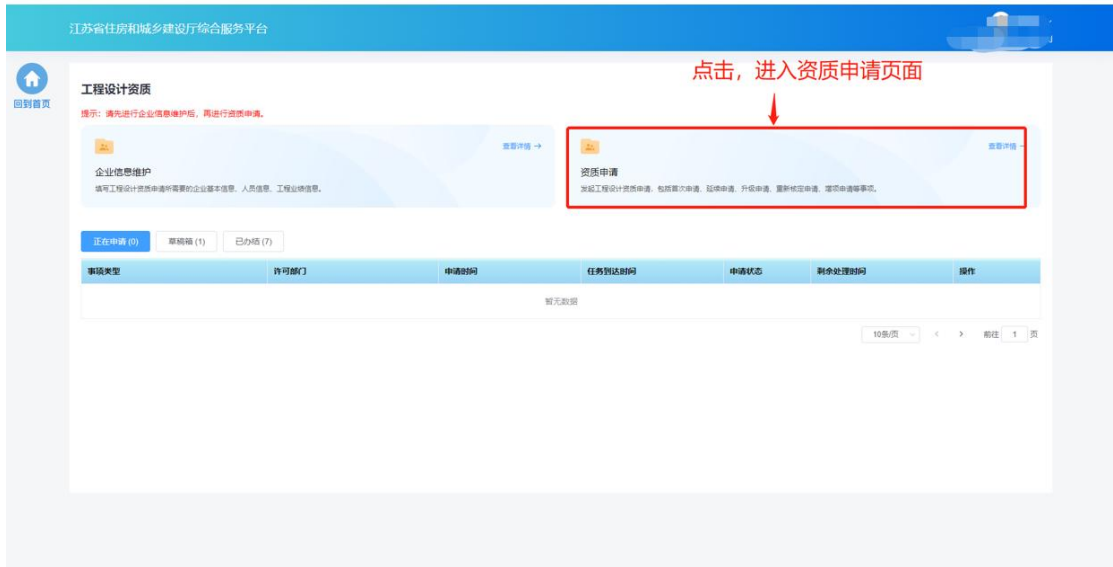 江苏省住房和城乡建设厅综合服务平台
点击，进入资质申请页面
回到首页
工程设计资质
提示：请先进行企业信息维护后，再进行资质申请。
查看详情 →
企业信息维护
填写工程设计资质申请所需要的企业基本信息、人员信息、工程业绩信息。
查看详情
资质申请
发起工程设计资质申请，包括首次申请、延续申请、升级申请、重新核定申请、增项申请等事项。
正在申请 (0) 草稿箱 (1) 已办结 (7)
事项类型 许可部门 申请时间 任务到达时间 申请状态 剩余处理时间 操作
暂无数据
10条/页 < > 前往 1 页